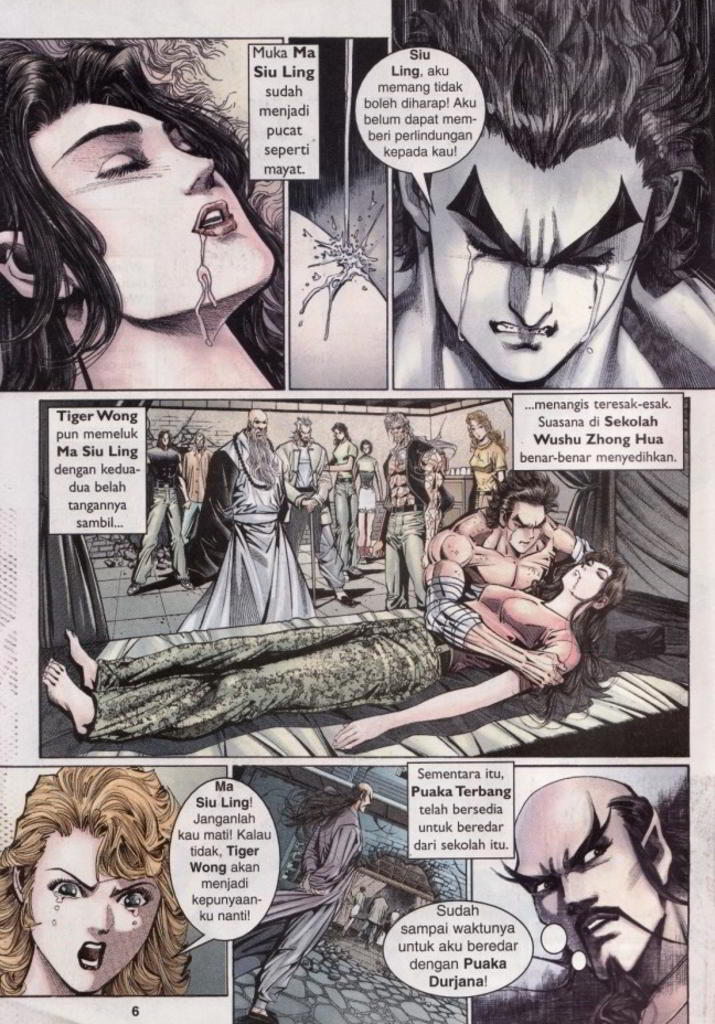 Muka Ma
Siu Ling
sudah
menjadi
pucat
seperti
mayat.
Siu
Ling, aku
memang tidak
boleh diharap! Aku
belum dapat mem-
beri perlindungan
kepada kau!
Tiger Wong
pun memeluk
Ma Siu Ling
dengan kedua-
dua belah
tangannya
sambil...
...menangis teresak-esak.
Suasana di Sekolah
Wushu Zhong Hua
benar-benar menyedihkan.
Ma
Siu Ling!
Janganlah
kau mati! Kalau
tidak, Tiger
Wong akan
menjadi
kepunyaan-
ku nanti!
Sementara itu,
Puaka Terbang
telah bersedia
untuk beredar
dari sekolah itu.
Sudah
sampai waktunya
untuk aku beredar
dengan Puaka
Durjana!
6